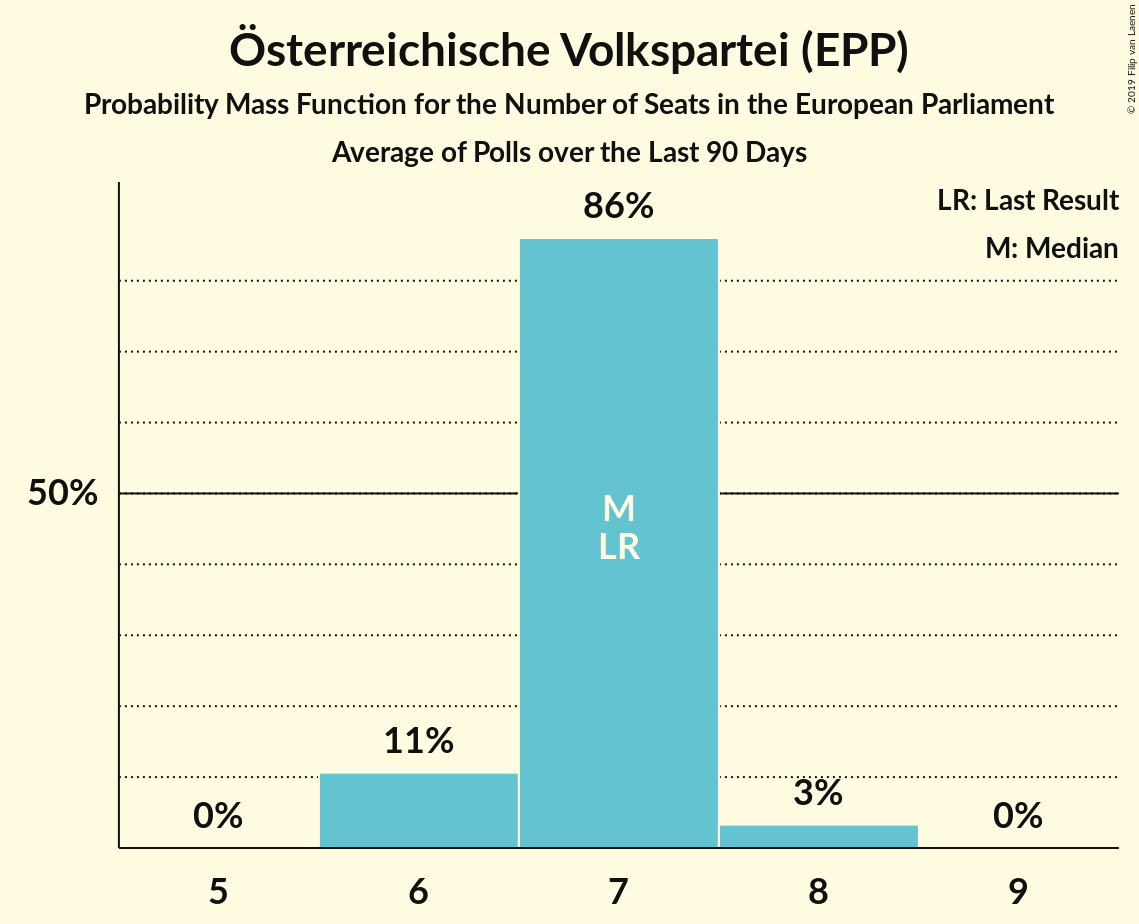 Österreichische Volkspartei (EPP)
Probability Mass Function for the Number of Seats in the European Parliament
Average of Polls over the Last 90 Days
© 2019 Filip van Laenen
LR: Last Result
M: Median
86%
50%
M
LR
11%
3%
0%
0%
5 6 7 8 9